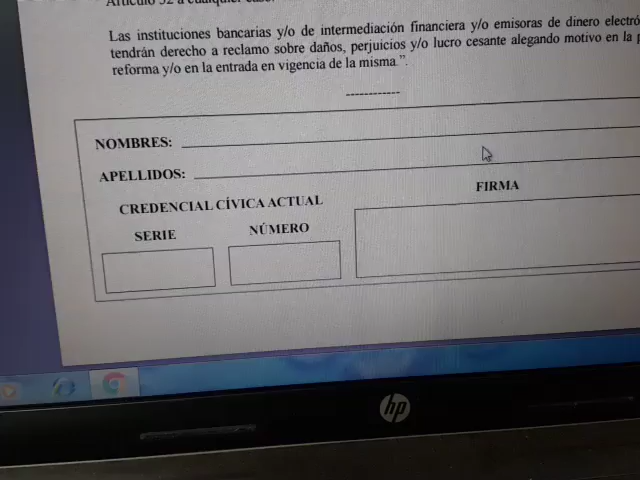 Artículo 52 a cualquier caso.
Las instituciones bancarias y/o de intermediación financiera y/o emisoras de dinero electró
tendrán derecho a reclamo sobre daños, perjuicios y/o lucro cesante alegando motivo en la
reforma y/o en la entrada en vigencia de la misma".
------------
NOMBRES:
APELLIDOS:
CREDENCIAL CÍVICA ACTUAL
FIRMA
SERIE NÚMERO
hp